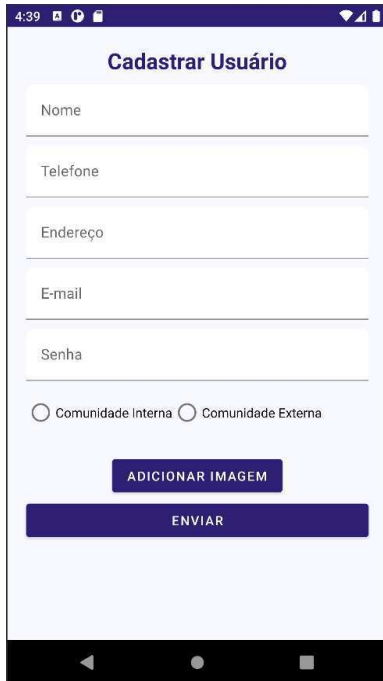 4:39
Cadastrar Usuário
Nome
Telefone
Endereço
E-mail
Senha
Comunidade Interna Comunidade Externa
ADICIONAR IMAGEM
ENVIAR